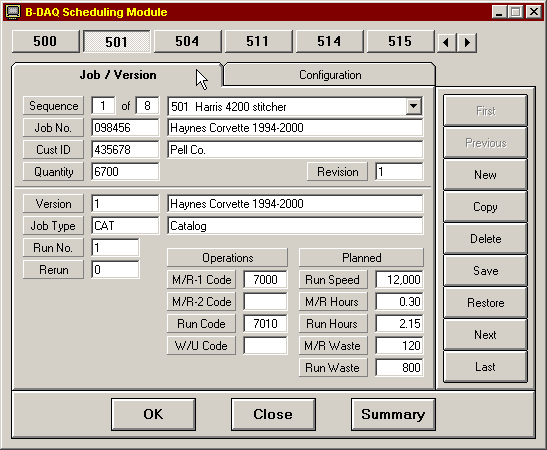 B-DAQ Scheduling Module
500 501 504 511 514 515
Job / Version Configuration
Sequence 1 of 8 501 Harris 4200 stitcher
Job No. 098456 Haynes Corvette 1994-2000
Cust ID 435678 Pell Co.
Quantity 6700 Revision 1
Version 1 Haynes Corvette 1994-2000
Job Type CAT Catalog
Run No. 1
Rerun 0
Operations Planned
M/R-1 Code 7000 Run Speed 12,000
M/R-2 Code M/R Hours 0.30
Run Code 7010 Run Hours 2.15
W/U Code M/R Waste 120
Run Waste 800
First
Previous
New
Copy
Delete
Save
Restore
Next
Last
OK Close Summary